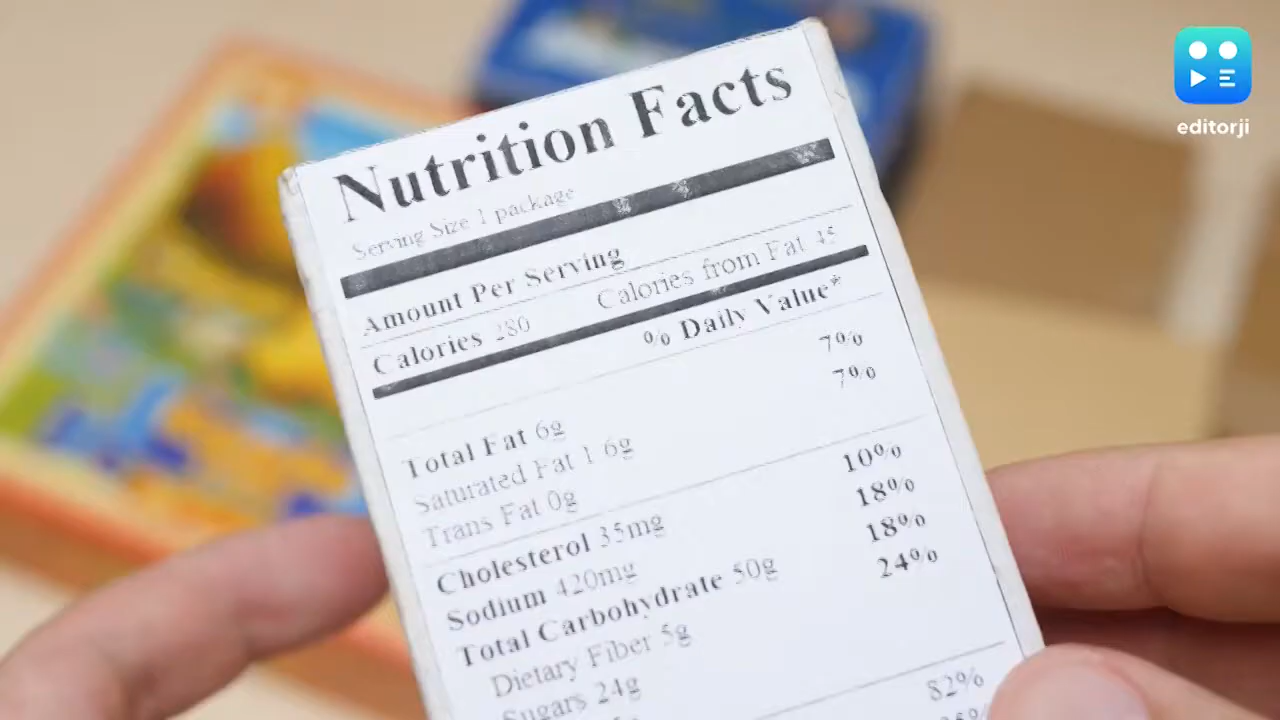 editorji
Nutrition Facts
Serving Size 1 package
Amount Per Serving
Calories 280 Calories from Fat 45
% Daily Value*
7%
7%
Total Fat 6g
Saturated Fat 1 6g
Trans Fat 0g
10%
Cholesterol 35mg
18%
Sodium 420mg
18%
Total Carbohydrate 50g
24%
Dietary Fiber 5g
Sugars 24g
82%